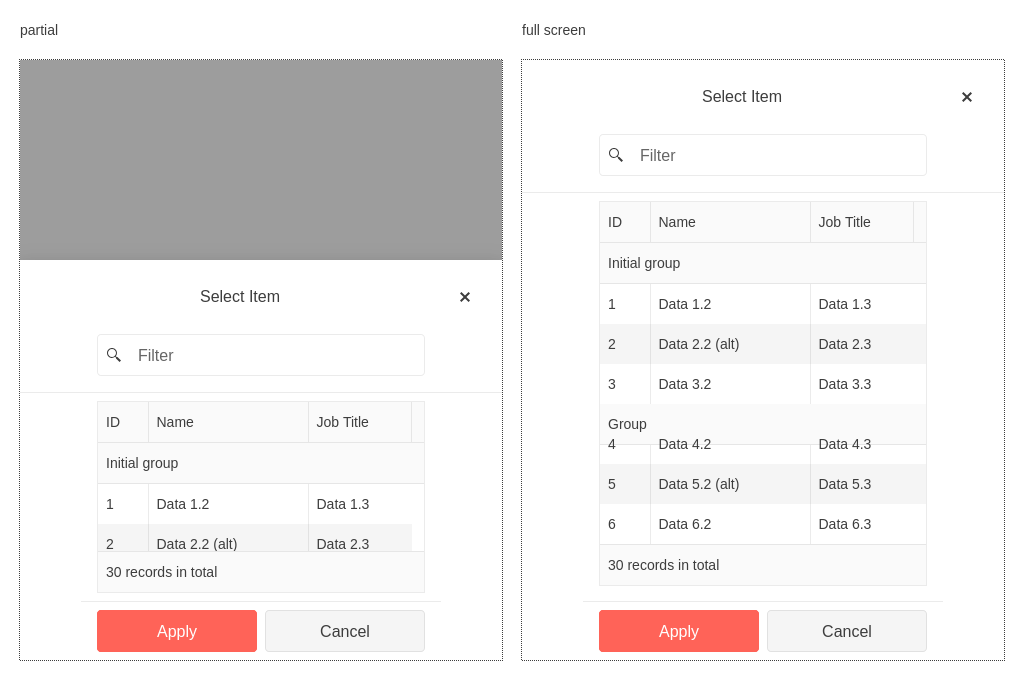 partial
Select Item ×
Filter
ID Name Job Title
Initial group
1 Data 1.2 Data 1.3
2 Data 2.2 (alt) Data 2.3
30 records in total
Apply Cancel
full screen
Select Item ×
Filter
ID Name Job Title
Initial group
1 Data 1.2 Data 1.3
2 Data 2.2 (alt) Data 2.3
3 Data 3.2 Data 3.3
Group
4 Data 4.2 Data 4.3
5 Data 5.2 (alt) Data 5.3
6 Data 6.2 Data 6.3
30 records in total
Apply Cancel